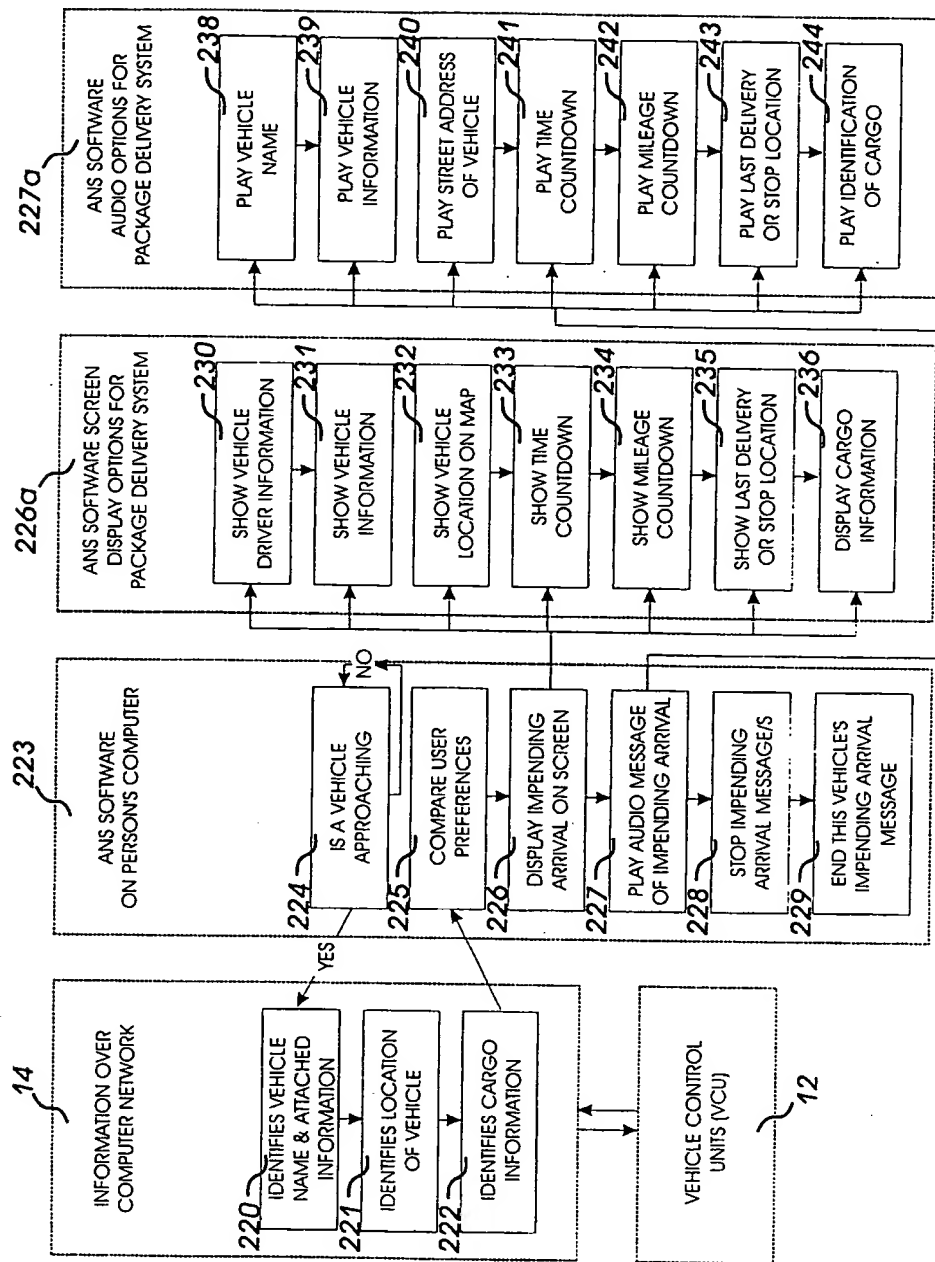 14
INFORMATION OVER
COMPUTER NETWORK
220
IDENTIFIES VEHICLE
NAME & ATTACHED
INFORMATION
221
IDENTIFIES LOCATION
OF VEHICLE
222
IDENTIFIES CARGO
INFORMATION
VEHICLE CONTROL
UNITS (VCU)
12
YES
223
ANS SOFTWARE
ON PERSON'S COMPUTER
224
IS A VEHICLE
APPROACHING
NO
225
COMPARE USER
PREFERENCES
226
DISPLAY IMPENDING
ARRIVAL ON SCREEN
227
PLAY AUDIO MESSAGE
OF IMPENDING ARRIVAL
228
STOP IMPENDING
ARRIVAL MESSAGE/S
229
END THIS VEHICLE'S
IMPENDING ARRIVAL
MESSAGE
226a
ANS SOFTWARE SCREEN
DISPLAY OPTIONS FOR
PACKAGE DELIVERY SYSTEM
230
SHOW VEHICLE
DRIVER INFORMATION
231
SHOW VEHICLE
INFORMATION
232
SHOW VEHICLE
LOCATION ON MAP
233
SHOW TIME
COUNTDOWN
234
SHOW MILEAGE
COUNTDOWN
235
SHOW LAST DELIVERY
OR STOP LOCATION
236
DISPLAY CARGO
INFORMATION
227a
ANS SOFTWARE
AUDIO OPTIONS FOR
PACKAGE DELIVERY SYSTEM
238
PLAY VEHICLE
NAME
239
PLAY VEHICLE
INFORMATION
240
PLAY STREET ADDRESS
OF VEHICLE
241
PLAY TIME
COUNTDOWN
242
PLAY MILEAGE
COUNTDOWN
243
PLAY LAST DELIVERY
OR STOP LOCATION
244
PLAY IDENTIFICATION
OF CARGO